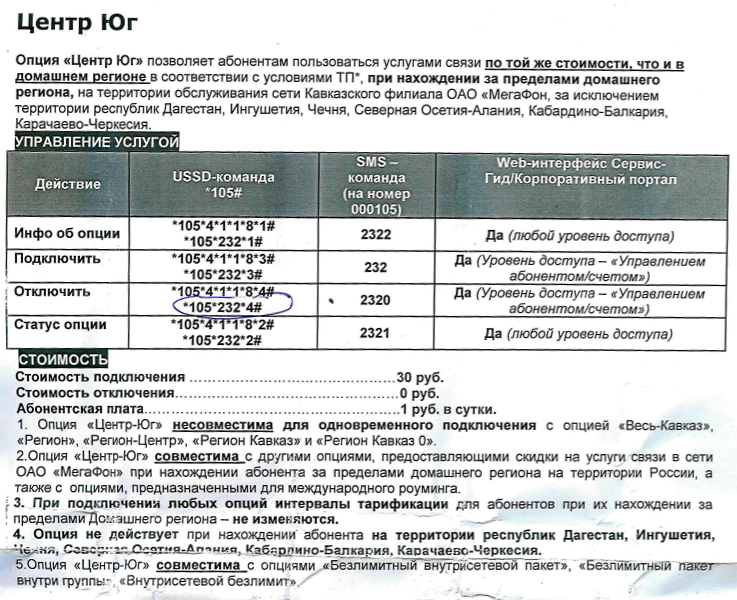 Центр Юг
Опция «Центр Юг» позволяет абонентам пользоваться услугами связи по той же стоимости, что и в
домашнем регионе в соответствии с условиями ТП*, при нахождении за пределами домашнего
региона, на территории обслуживания сети Кавказского филиала ОАО «МегаФон, за исключением
территории республик Дагестан, Ингушетия, Чечня, Северная Осетия-Алания, Кабардино-Балкария,
Карачаево-Черкесия.
УПРАВЛЕНИЕ УСЛУГОЙ
Действие
USSD-команда
*105#
SMS –
команда
(на номер
000105)
Web-интерфейс Сервис-
Гид/Корпоративный портал
Инфо об опции
*105*4*1*1*8*1#
*105*232*1#
2322
Да (любой уровень доступа)
Подключить
*105*4*1*1*8*3#
*105*232*3#
232
Да (Уровень доступа – «Управлением
абонентом/счетом»)
Отключить
*105*4*1*1*8*4#
*105*232*4#
2320
Да (Уровень доступа – «Управлением
абонентом/счетом»)
Статус опции
*105*4*1*1*8*2#
*105*232*2#
2321
Да (любой уровень доступа)
СТОИМОСТЬ
Стоимость подключения ……………………………………30 руб.
Стоимость отключения………………………………………0 руб.
Абонентская плата……………………………………………1 руб. в сутки.
1. Опция «Центр-Юг» несовместима для одновременного подключения с опцией «Весь-Кавказ»,
«Регион», «Регион-Центр», «Регион Кавказ» и «Регион Кавказ 0».
2.Опция «Центр-Юг» совместима с другими опциями, предоставляющими скидки на услуги связи в сети
ОАО «МегаФон» при нахождении абонента за пределами домашнего региона на территории России, а
также с опциями, предназначенными для международного роуминга.
3. При подключения любых опций интервалы тарификации для абонентов при их нахождении за
пределами Домашнего региона – не изменяются.
4. Опция не действует при нахождении абонента на территории республик Дагестан, Ингушетия,
Чечня, Северная Осетия-Алания, Кабардино-Балкария, Карачаево-Черкесия.
5.Опция «Центр-Юг» совместима с опциями «Безлимитный внутрисетевой пакет», «Безлимитный пакет
внутри группы», «Внутрисетевой безлимит».